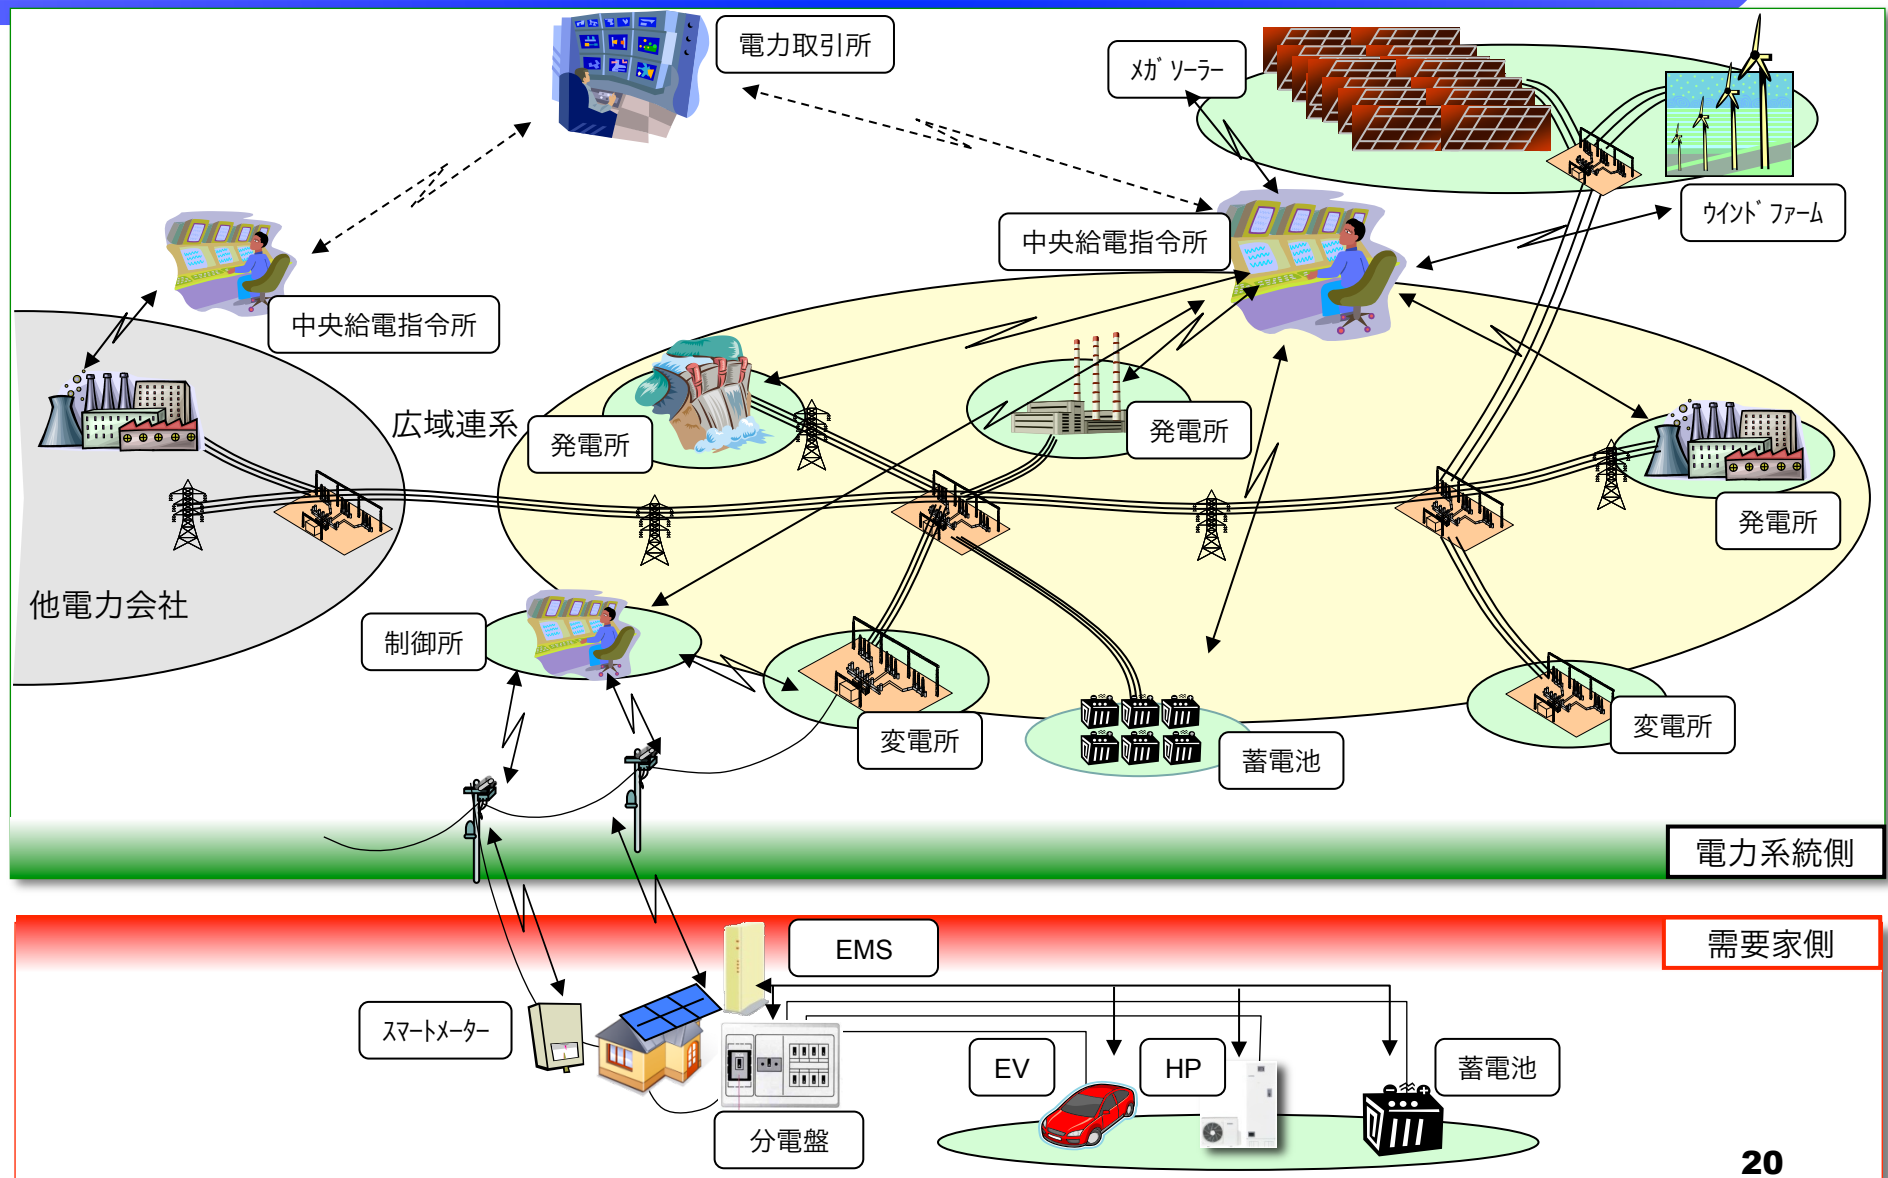 電力取引所
ﾒｶﾞｿｰﾗｰ
ｳｲﾝﾄﾞﾌｧｰﾑ
中央給電指令所
中央給電指令所
広域連系
発電所
発電所
発電所
他電力会社
制御所
変電所
変電所
蓄電池
電力系統側
需要家側
EMS
ｽﾏｰﾄﾒｰﾀｰ
EV
HP
蓄電池
分電盤
20